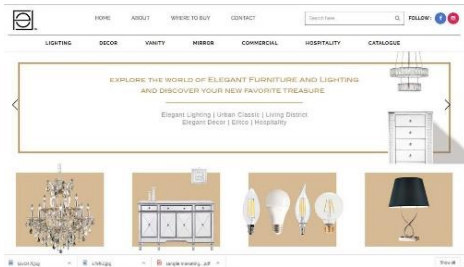 HOME ABOUT WHERE TO BUY CONTACT Search here FOLLOW:
LIGHTING DECOR VANITY MIRROR COMMERCIAL HOSPITALITY CATALOGUE
EXPLORE THE WORLD OF ELEGANT FURNITURE AND LIGHTING
AND DISCOVER YOUR NEW FAVORITE TREASURE
Elegant Lighting | Urban Classic | Living District
Elegant Decor | Elitco | Hospitality
Show all